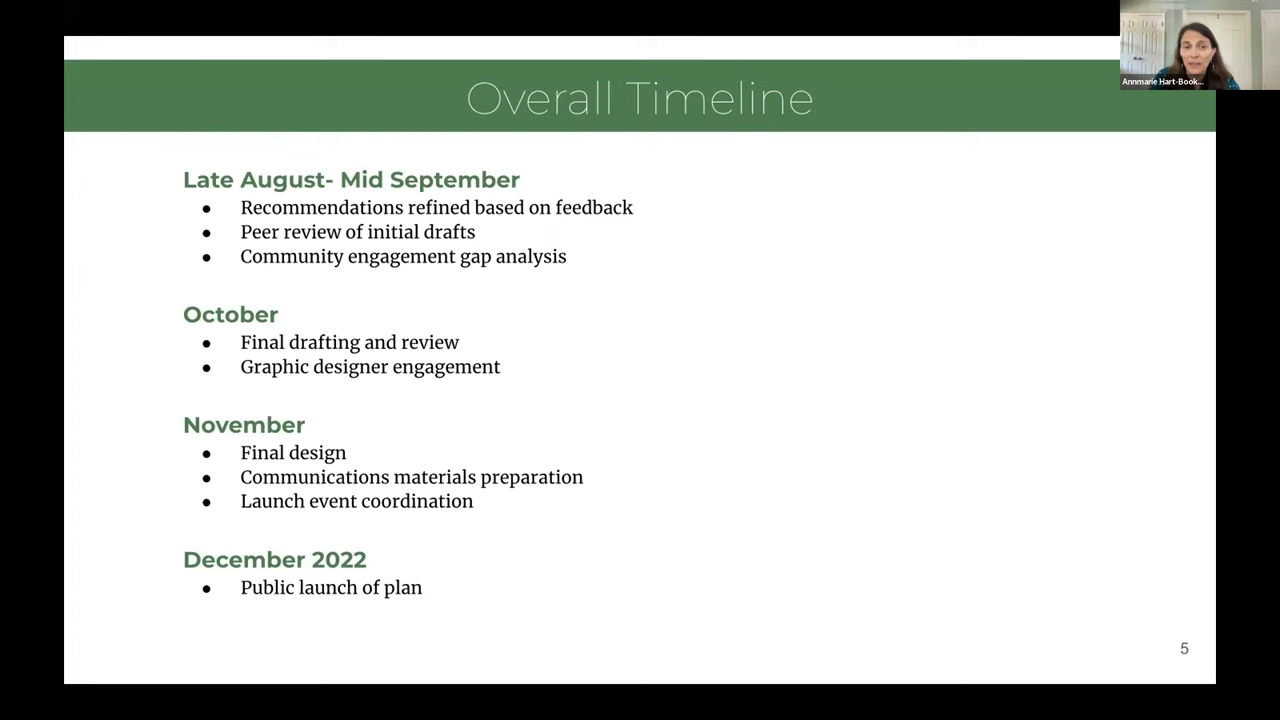 Annmarie Hart-Book...
Overall Timeline
Late August- Mid September
● Recommendations refined based on feedback
● Peer review of initial drafts
● Community engagement gap analysis
October
● Final drafting and review
● Graphic designer engagement
November
● Final design
● Communications materials preparation
● Launch event coordination
December 2022
● Public launch of plan
5